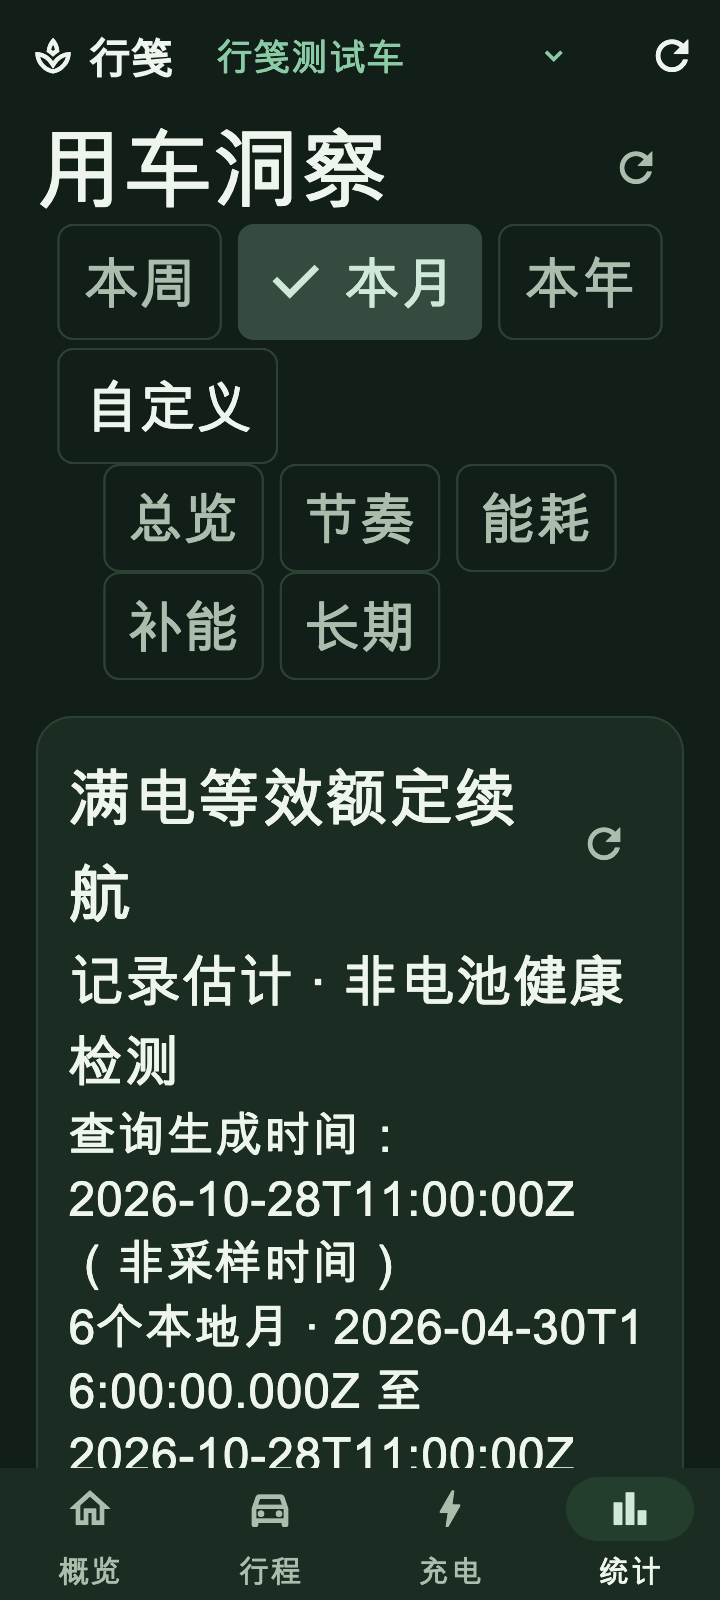 行笺 行笺测试车
用车洞察
本周 本月 本年
自定义
总览 节奏 能耗
补能 长期
满电等效额定续
航
记录估计 · 非电池健康
检测
查询生成时间：
2026-10-28T11:00:00Z
（非采样时间）
6个本地月 · 2026-04-30T1
6:00:00.000Z 至
2026-10-28T11:00:00Z
概览 行程 充电 统计